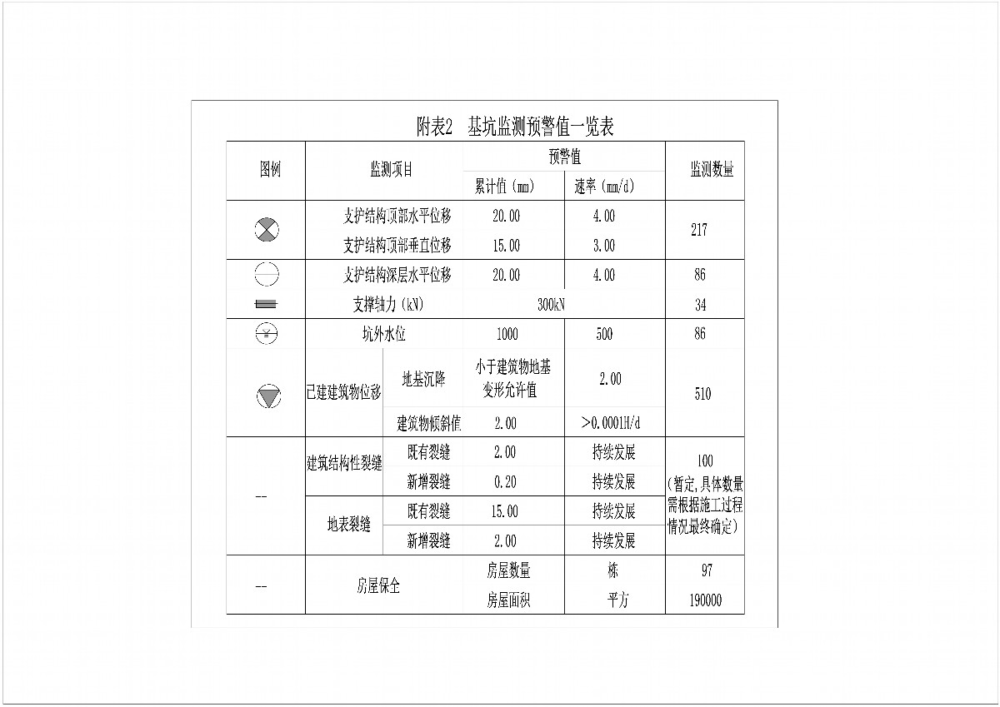 附表2 基坑监测预警值一览表
图例 监测项目 预警值 监测数量
累计值（mm） 速率（mm/d）
支护结构顶部水平位移 20.00 4.00 217
支护结构顶部垂直位移 15.00 3.00
支护结构深层水平位移 20.00 4.00 86
支撑轴力（kN） 300kN 34
坑外水位 1000 500 86
已建建筑物位移 地基沉降 小于建筑物地基
变形允许值 2.00 510
建筑物倾斜值 2.00 >0.0001H/d
-- 建筑结构性裂缝 既有裂缝 2.00 持续发展 100
（暂定,具体数量
需根据施工过程
情况最终确定）
新增裂缝 0.20 持续发展
地表裂缝 既有裂缝 15.00 持续发展
新增裂缝 2.00 持续发展
-- 房屋保全 房屋数量 栋 97
房屋面积 平方 190000